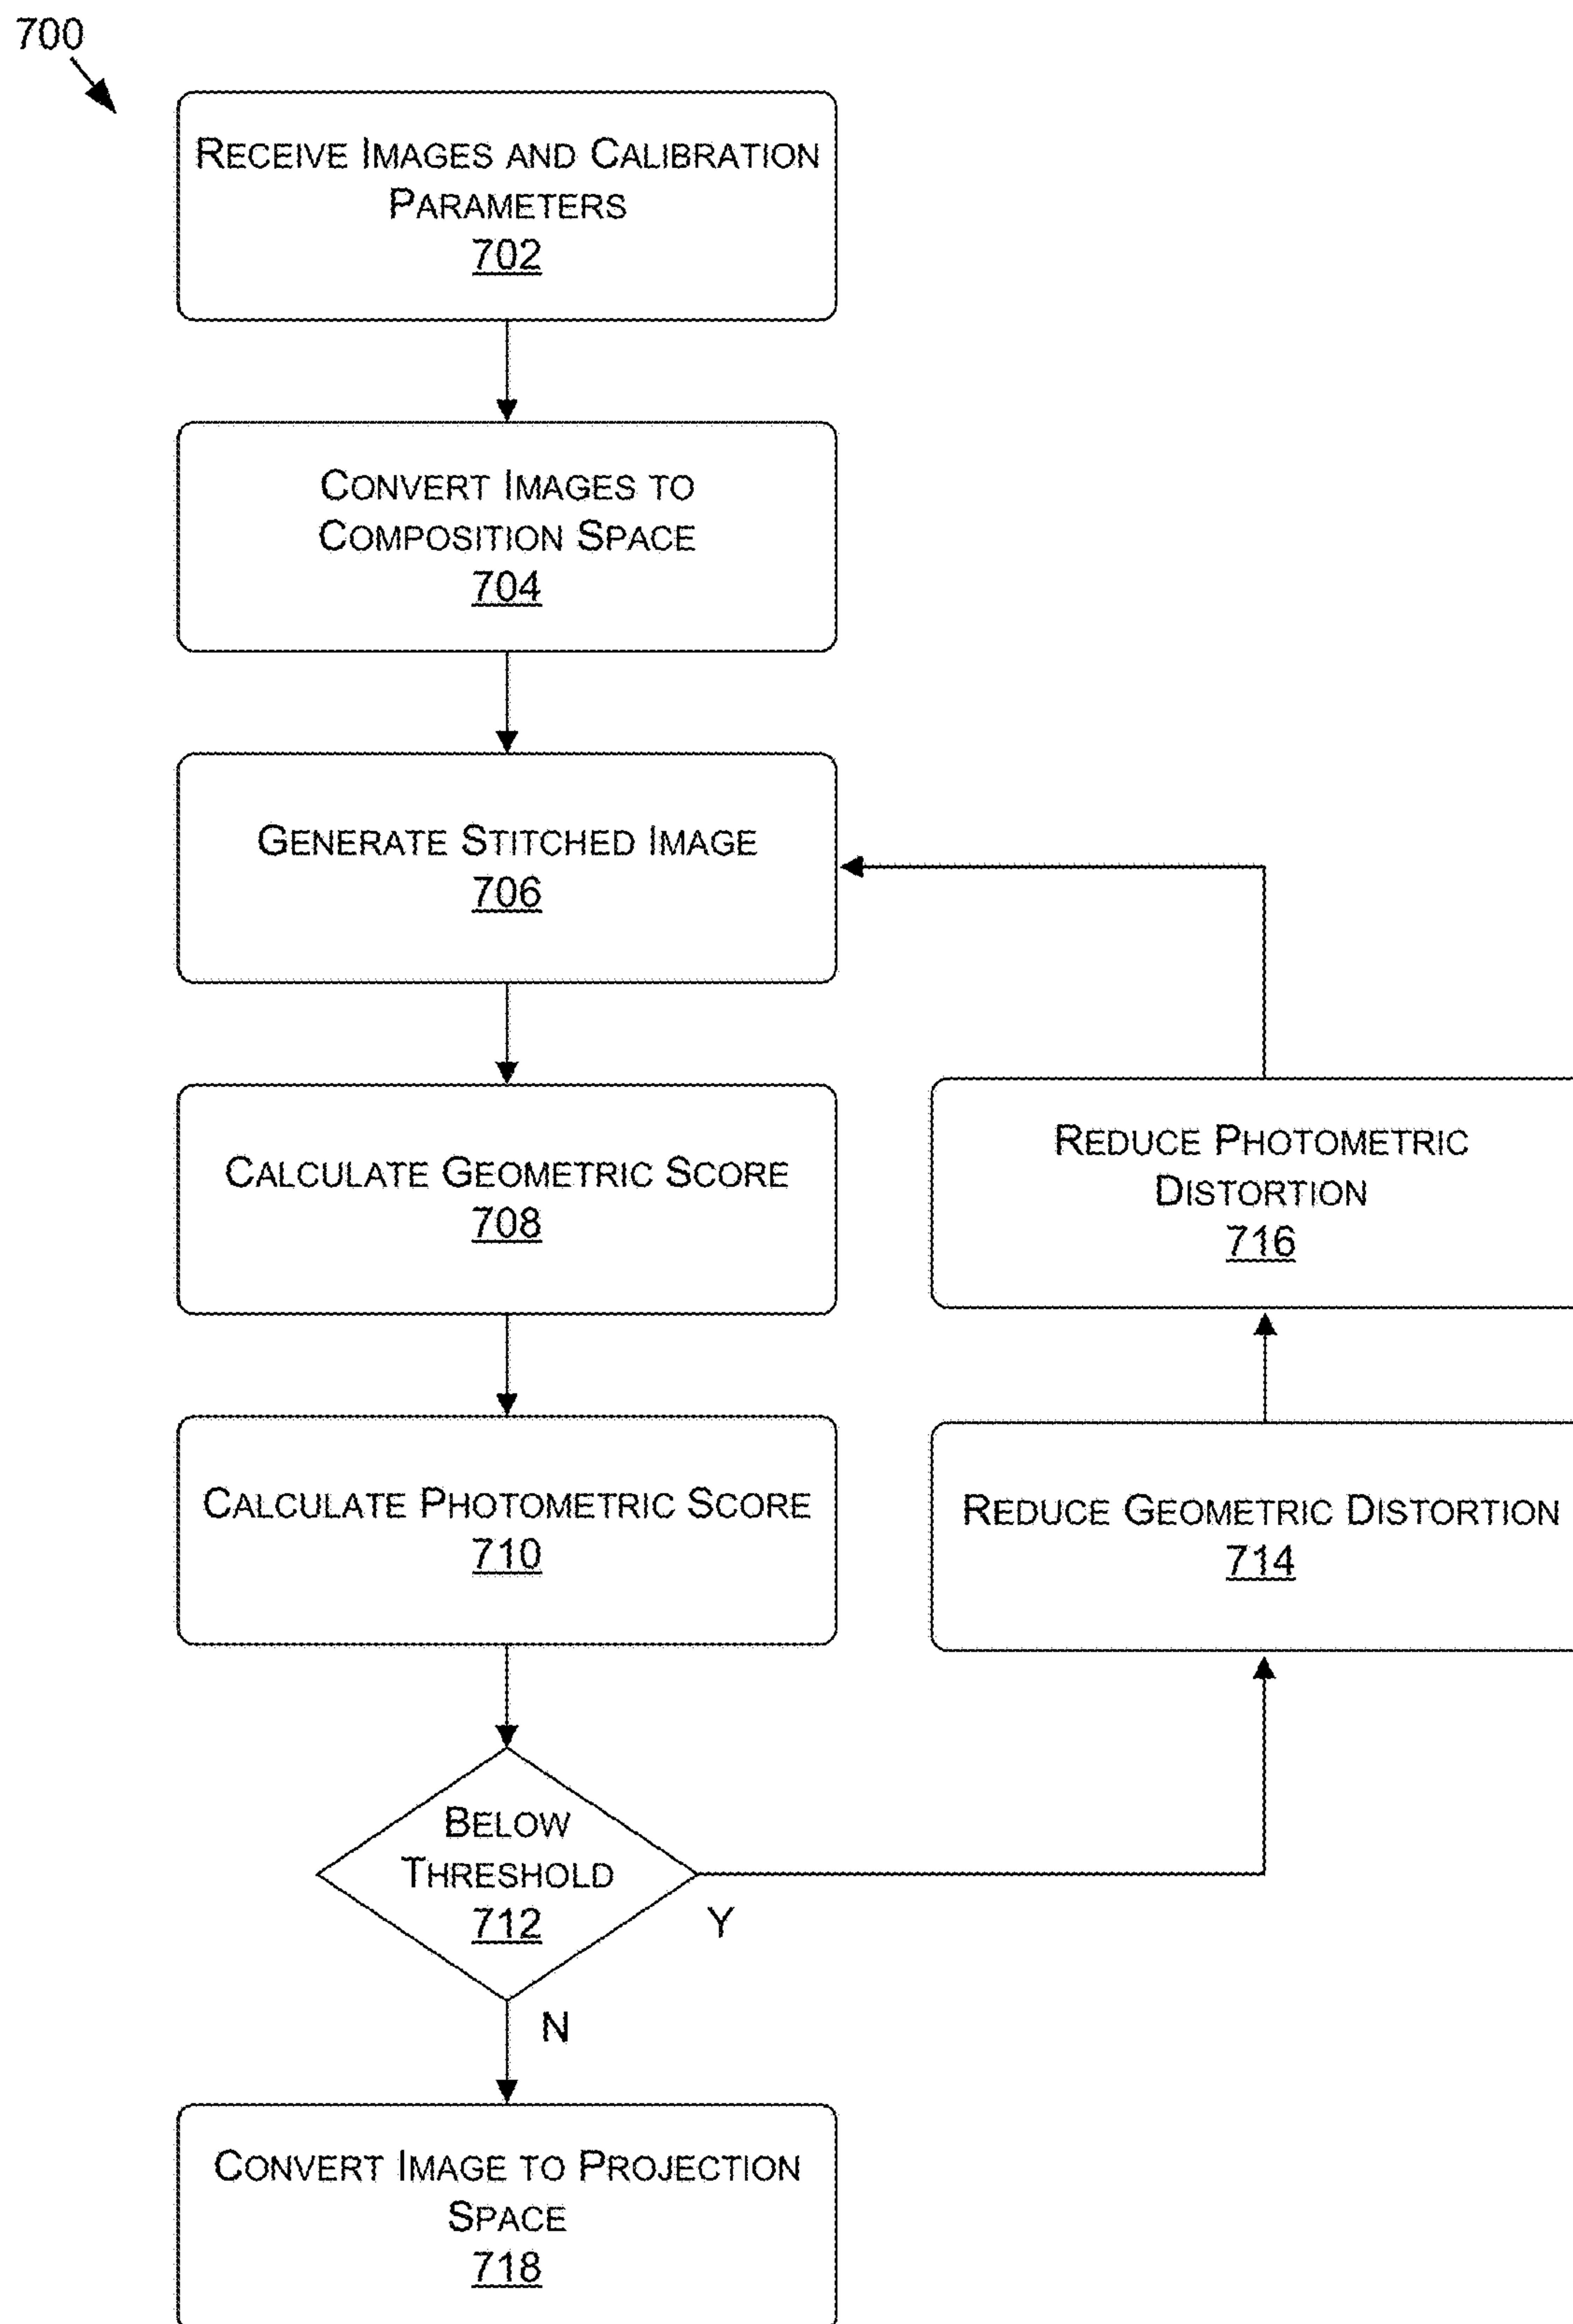 700
RECEIVE IMAGES AND CALIBRATION
PARAMETERS
702
CONVERT IMAGES TO
COMPOSITION SPACE
704
GENERATE STITCHED IMAGE
706
CALCULATE GEOMETRIC SCORE
708
REDUCE PHOTOMETRIC
DISTORTION
716
CALCULATE PHOTOMETRIC SCORE
710
REDUCE GEOMETRIC DISTORTION
714
BELOW
THRESHOLD
712
Y
N
CONVERT IMAGE TO PROJECTION
SPACE
718